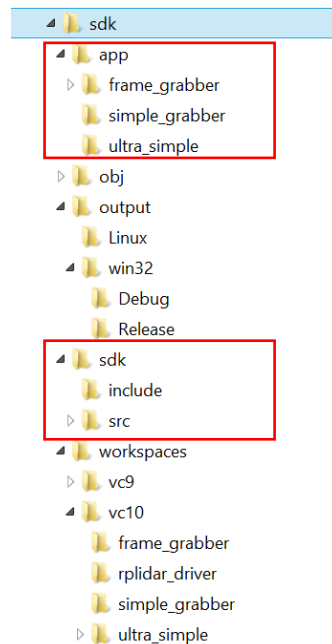 sdk
app
frame_grabber
simple_grabber
ultra_simple
obj
output
Linux
win32
Debug
Release
sdk
include
src
workspaces
vc9
vc10
frame_grabber
rplidar_driver
simple_grabber
ultra_simple